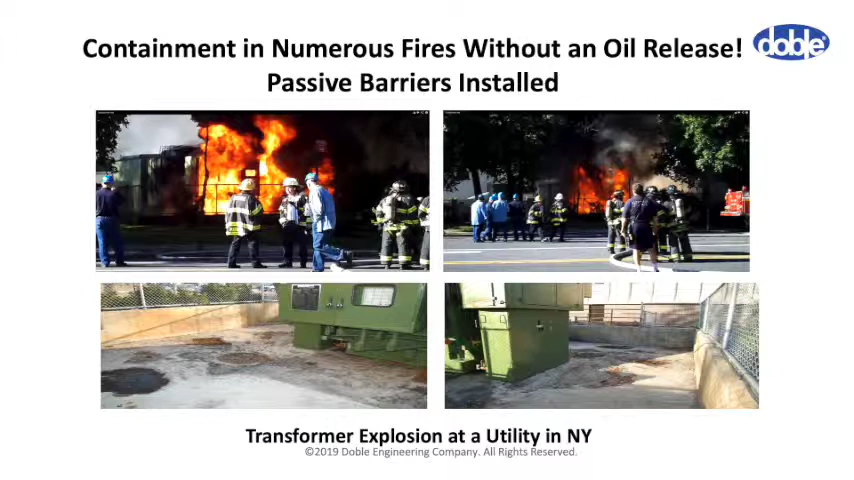 Containment in Numerous Fires Without an Oil Release!
doble®
Passive Barriers Installed
Transformer Explosion at a Utility in NY
©2019 Doble Engineering Company. All Rights Reserved.